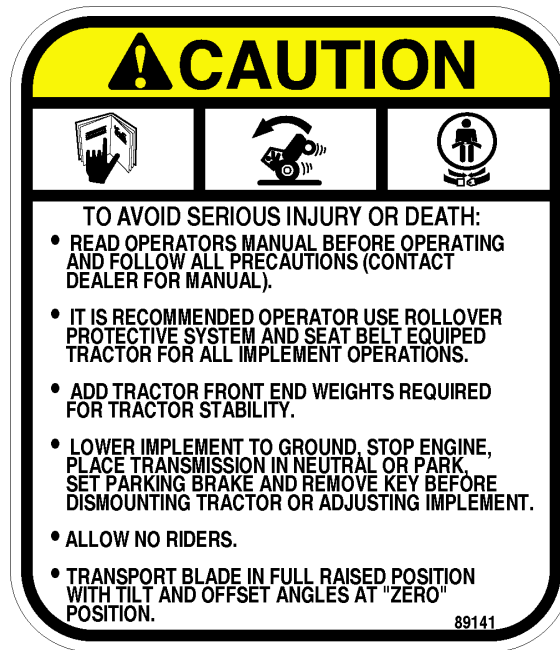 CAUTION
TO AVOID SERIOUS INJURY OR DEATH:
• READ OPERATORS MANUAL BEFORE OPERATING
AND FOLLOW ALL PRECAUTIONS (CONTACT
DEALER FOR MANUAL).
• IT IS RECOMMENDED OPERATOR USE ROLLOVER
PROTECTIVE SYSTEM AND SEAT BELT EQUIPED
TRACTOR FOR ALL IMPLEMENT OPERATIONS.
• ADD TRACTOR FRONT END WEIGHTS REQUIRED
FOR TRACTOR STABILITY.
• LOWER IMPLEMENT TO GROUND, STOP ENGINE,
PLACE TRANSMISSION IN NEUTRAL OR PARK,
SET PARKING BRAKE AND REMOVE KEY BEFORE
DISMOUNTING TRACTOR OR ADJUSTING IMPLEMENT.
• ALLOW NO RIDERS.
• TRANSPORT BLADE IN FULL RAISED POSITION
WITH TILT AND OFFSET ANGLES AT "ZERO"
POSITION.
89141